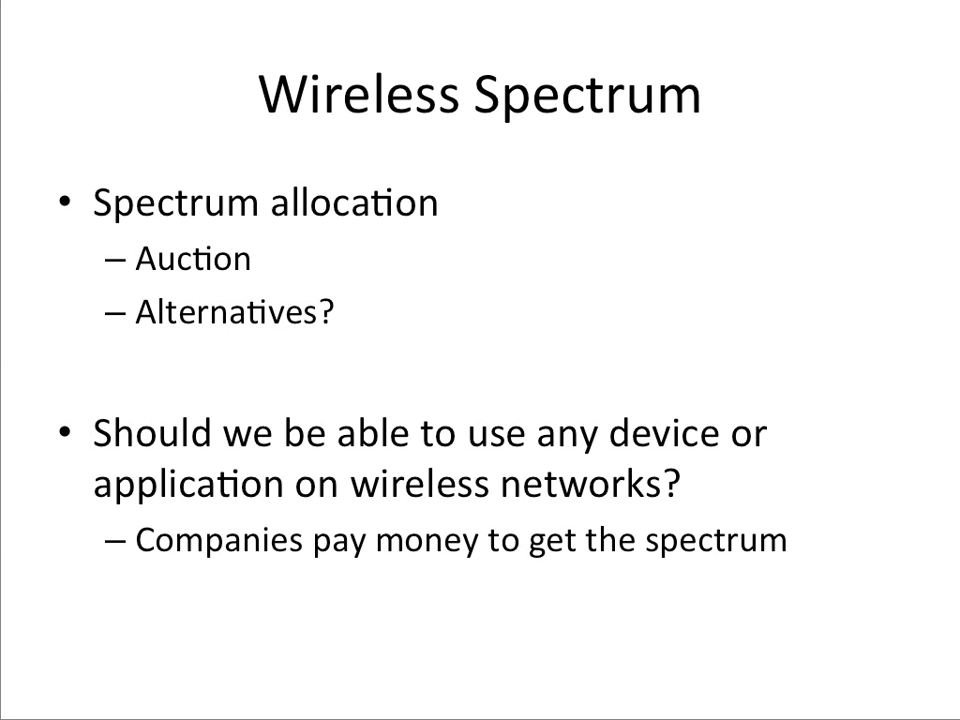 Wireless Spectrum
• Spectrum allocation
– Auction
– Alternatives?
• Should we be able to use any device or
application on wireless networks?
– Companies pay money to get the spectrum